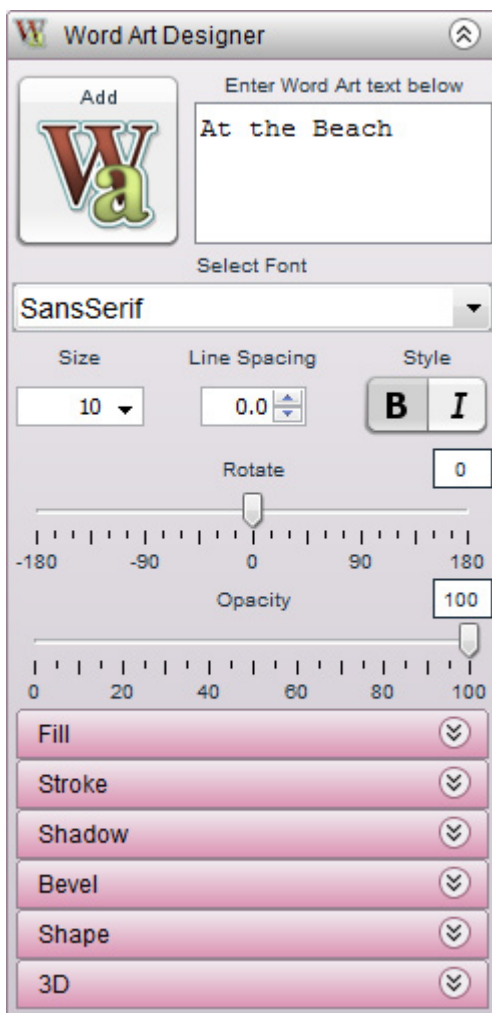 Word Art Designer
Add
Wa
Enter Word Art text below
At the Beach
Select Font
SansSerif
Size Line Spacing Style
10 0.0 B I
Rotate 0
-180 -90 0 90 180
Opacity 100
0 20 40 60 80 100
Fill
Stroke
Shadow
Bevel
Shape
3D